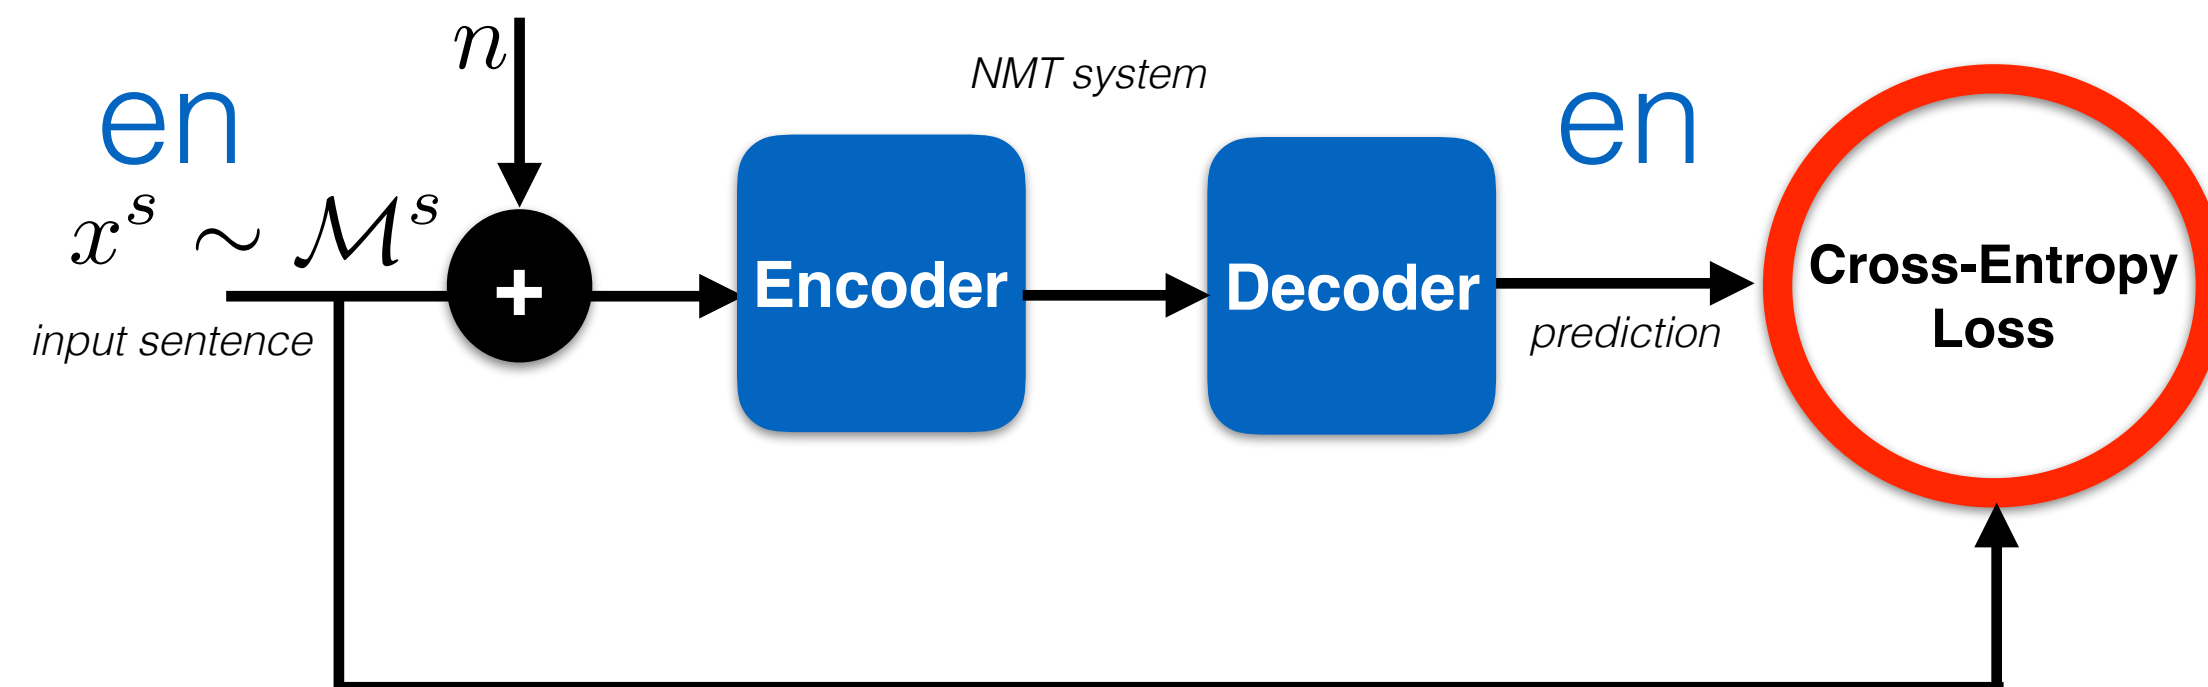 n
NMT system
en
en
x^s ∼ ℳ^s
+
Encoder
Decoder
Cross-Entropy
Loss
input sentence
prediction